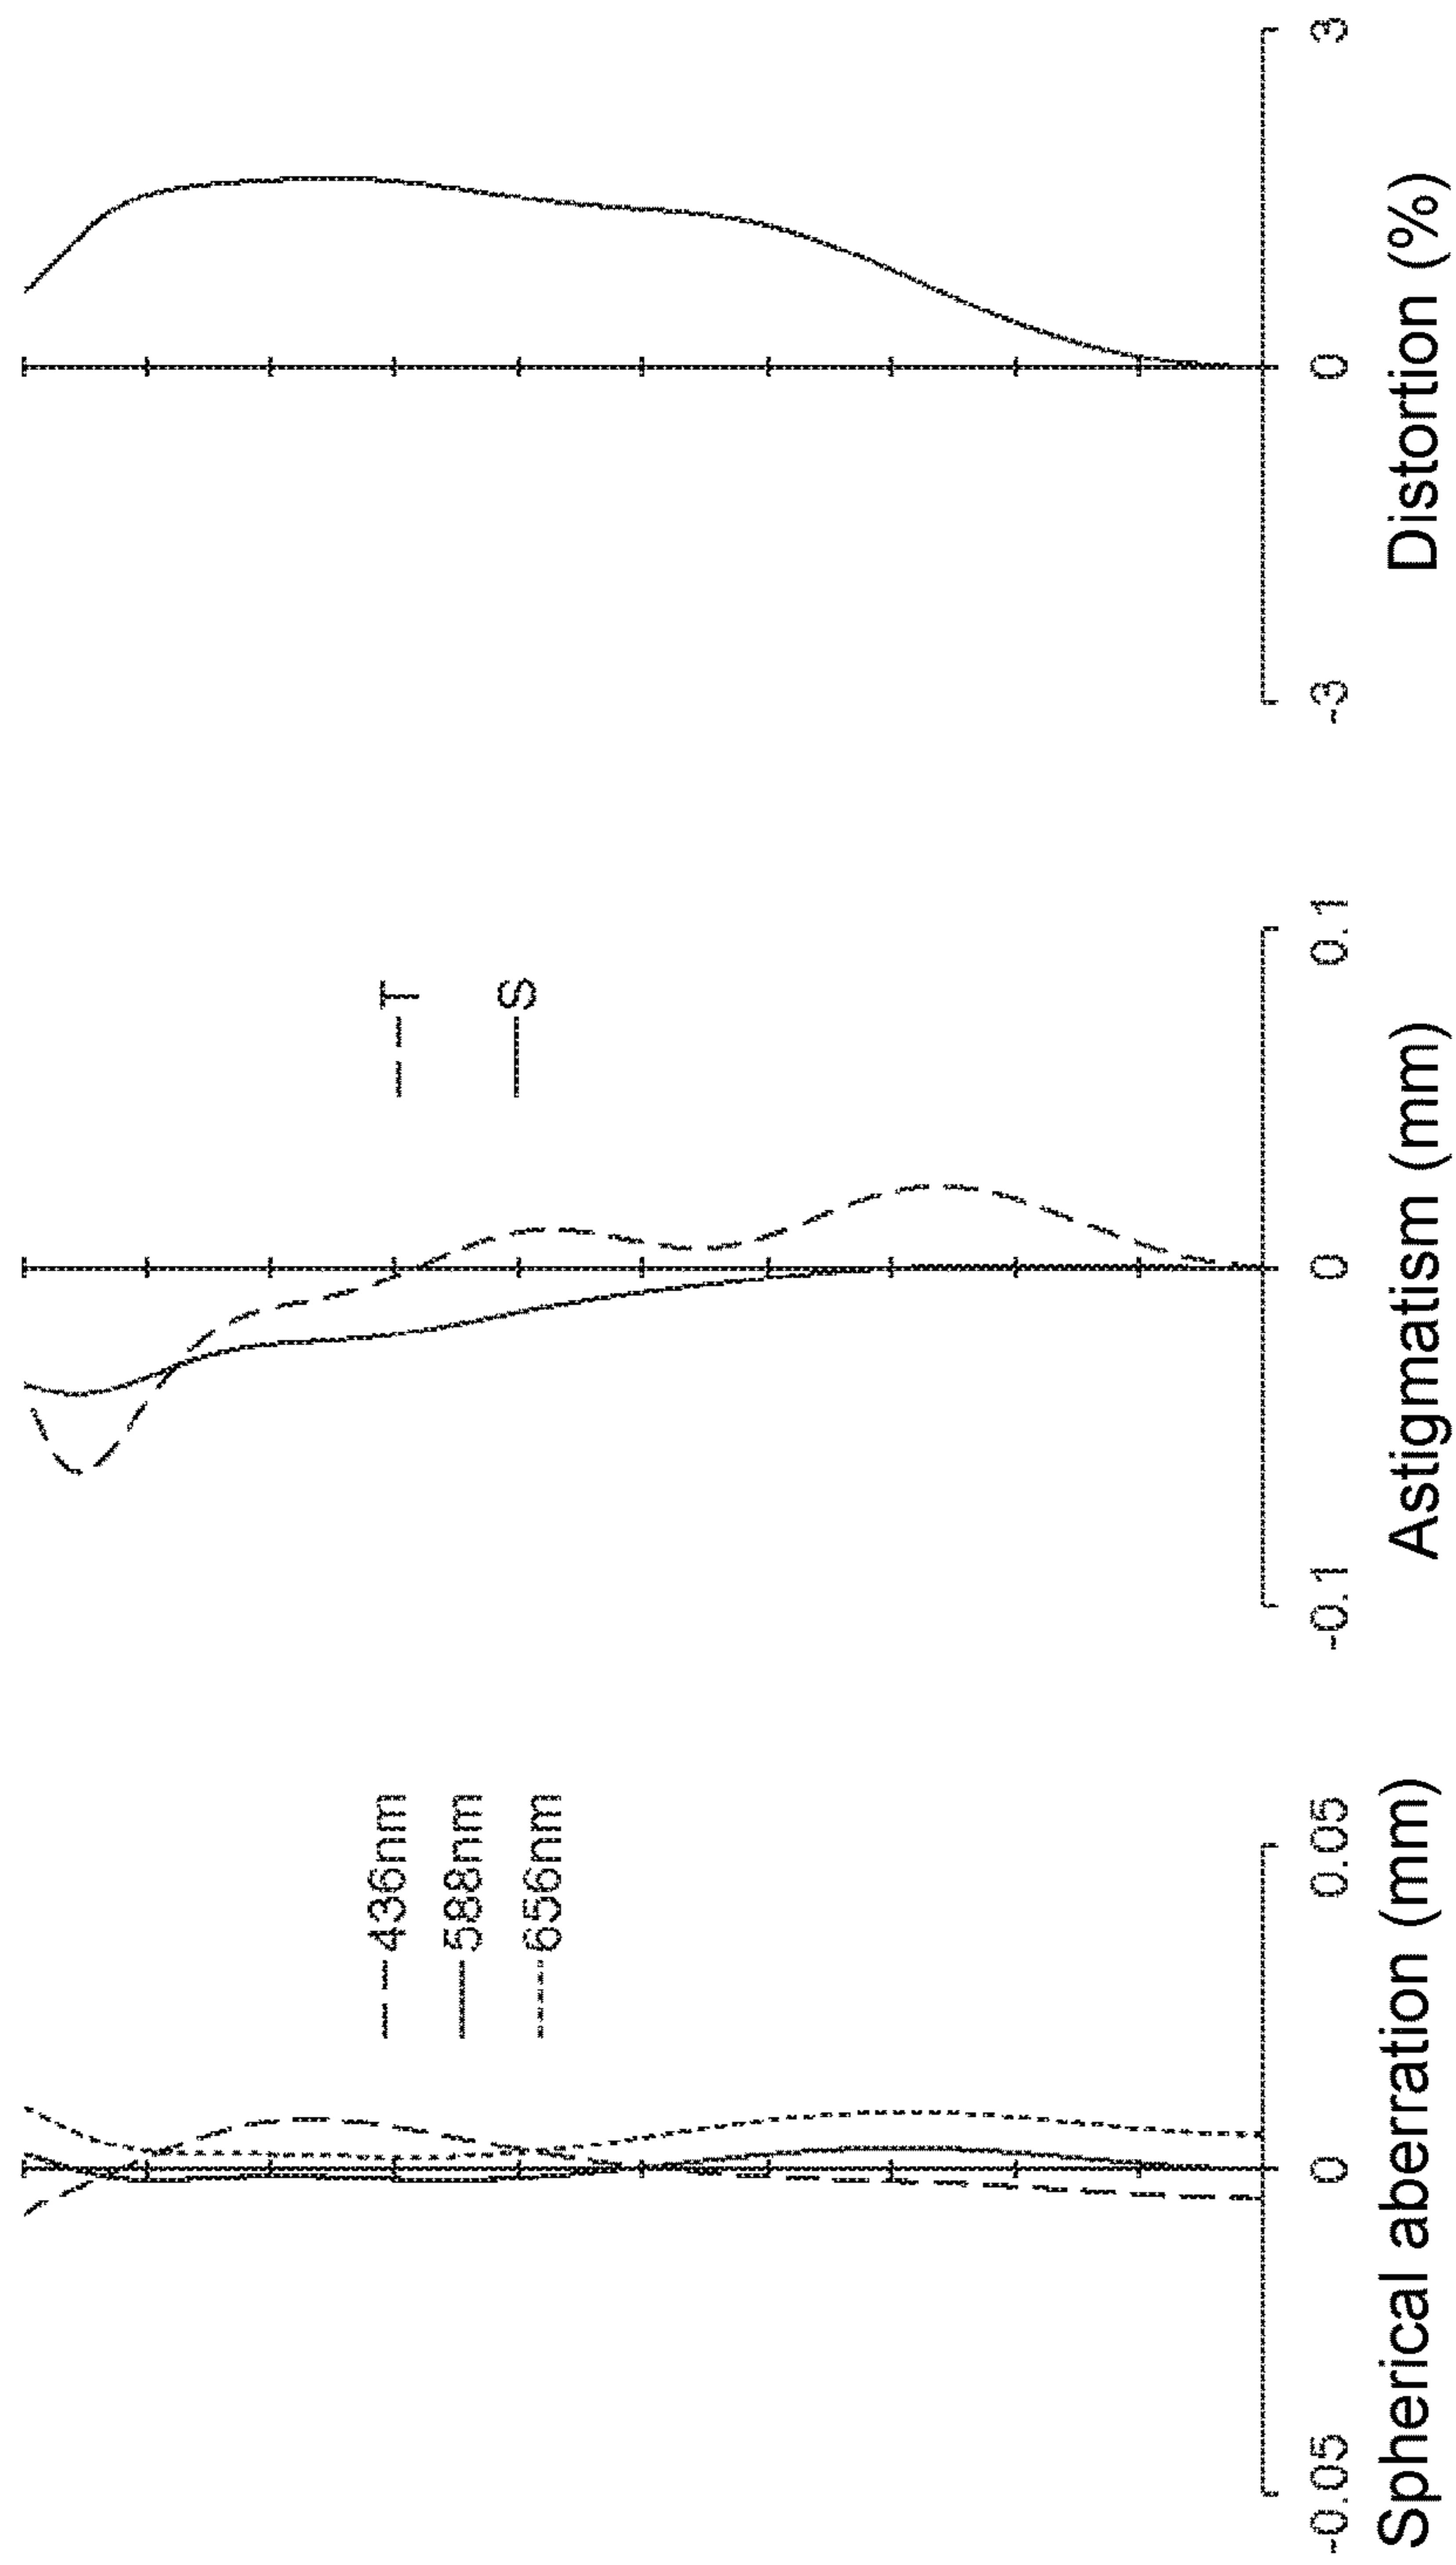 436nm
588nm
656nm
-0.05 0 0.05
Spherical aberration (mm)
T
S
-0.1 0 0.1
Astigmatism (mm)
-3 0 3
Distortion (%)